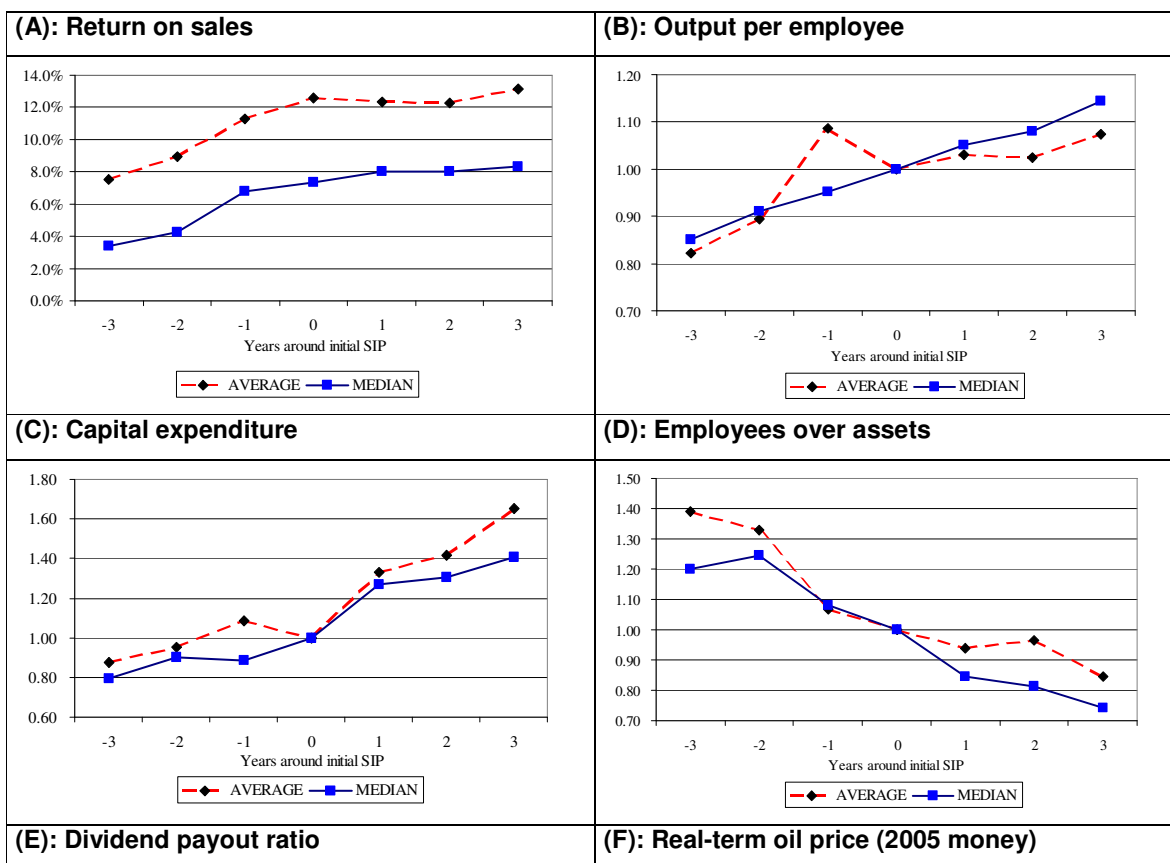 (A): Return on sales
14.0%
12.0%
10.0%
8.0%
6.0%
4.0%
2.0%
0.0%
-3 -2 -1 0 1 2 3
Years around initial SIP
AVERAGE MEDIAN
(B): Output per employee
1.20
1.10
1.00
0.90
0.80
0.70
-3 -2 -1 0 1 2 3
Years around initial SIP
AVERAGE MEDIAN
(C): Capital expenditure
1.80
1.60
1.40
1.20
1.00
0.80
0.60
-3 -2 -1 0 1 2 3
Years around initial SIP
AVERAGE MEDIAN
(D): Employees over assets
1.50
1.40
1.30
1.20
1.10
1.00
0.90
0.80
0.70
-3 -2 -1 0 1 2 3
Years around initial SIP
AVERAGE MEDIAN
(E): Dividend payout ratio
(F): Real-term oil price (2005 money)